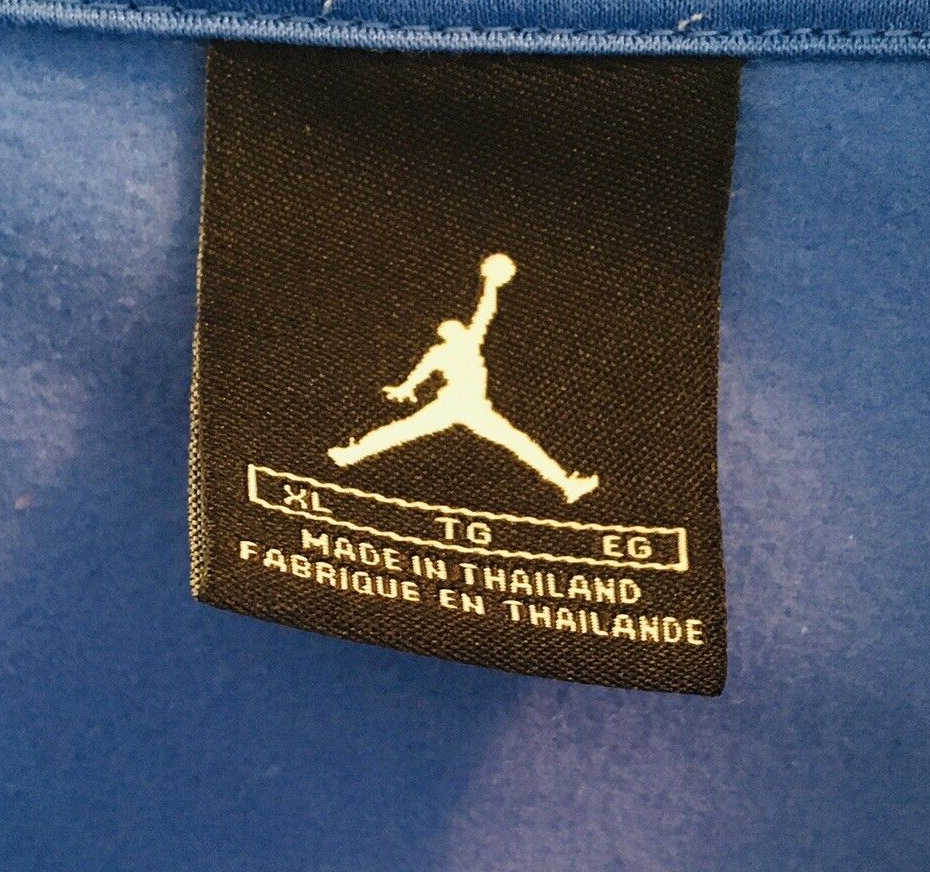 XL TG EG
MADE IN THAILAND
FABRIQUE EN THAILANDE